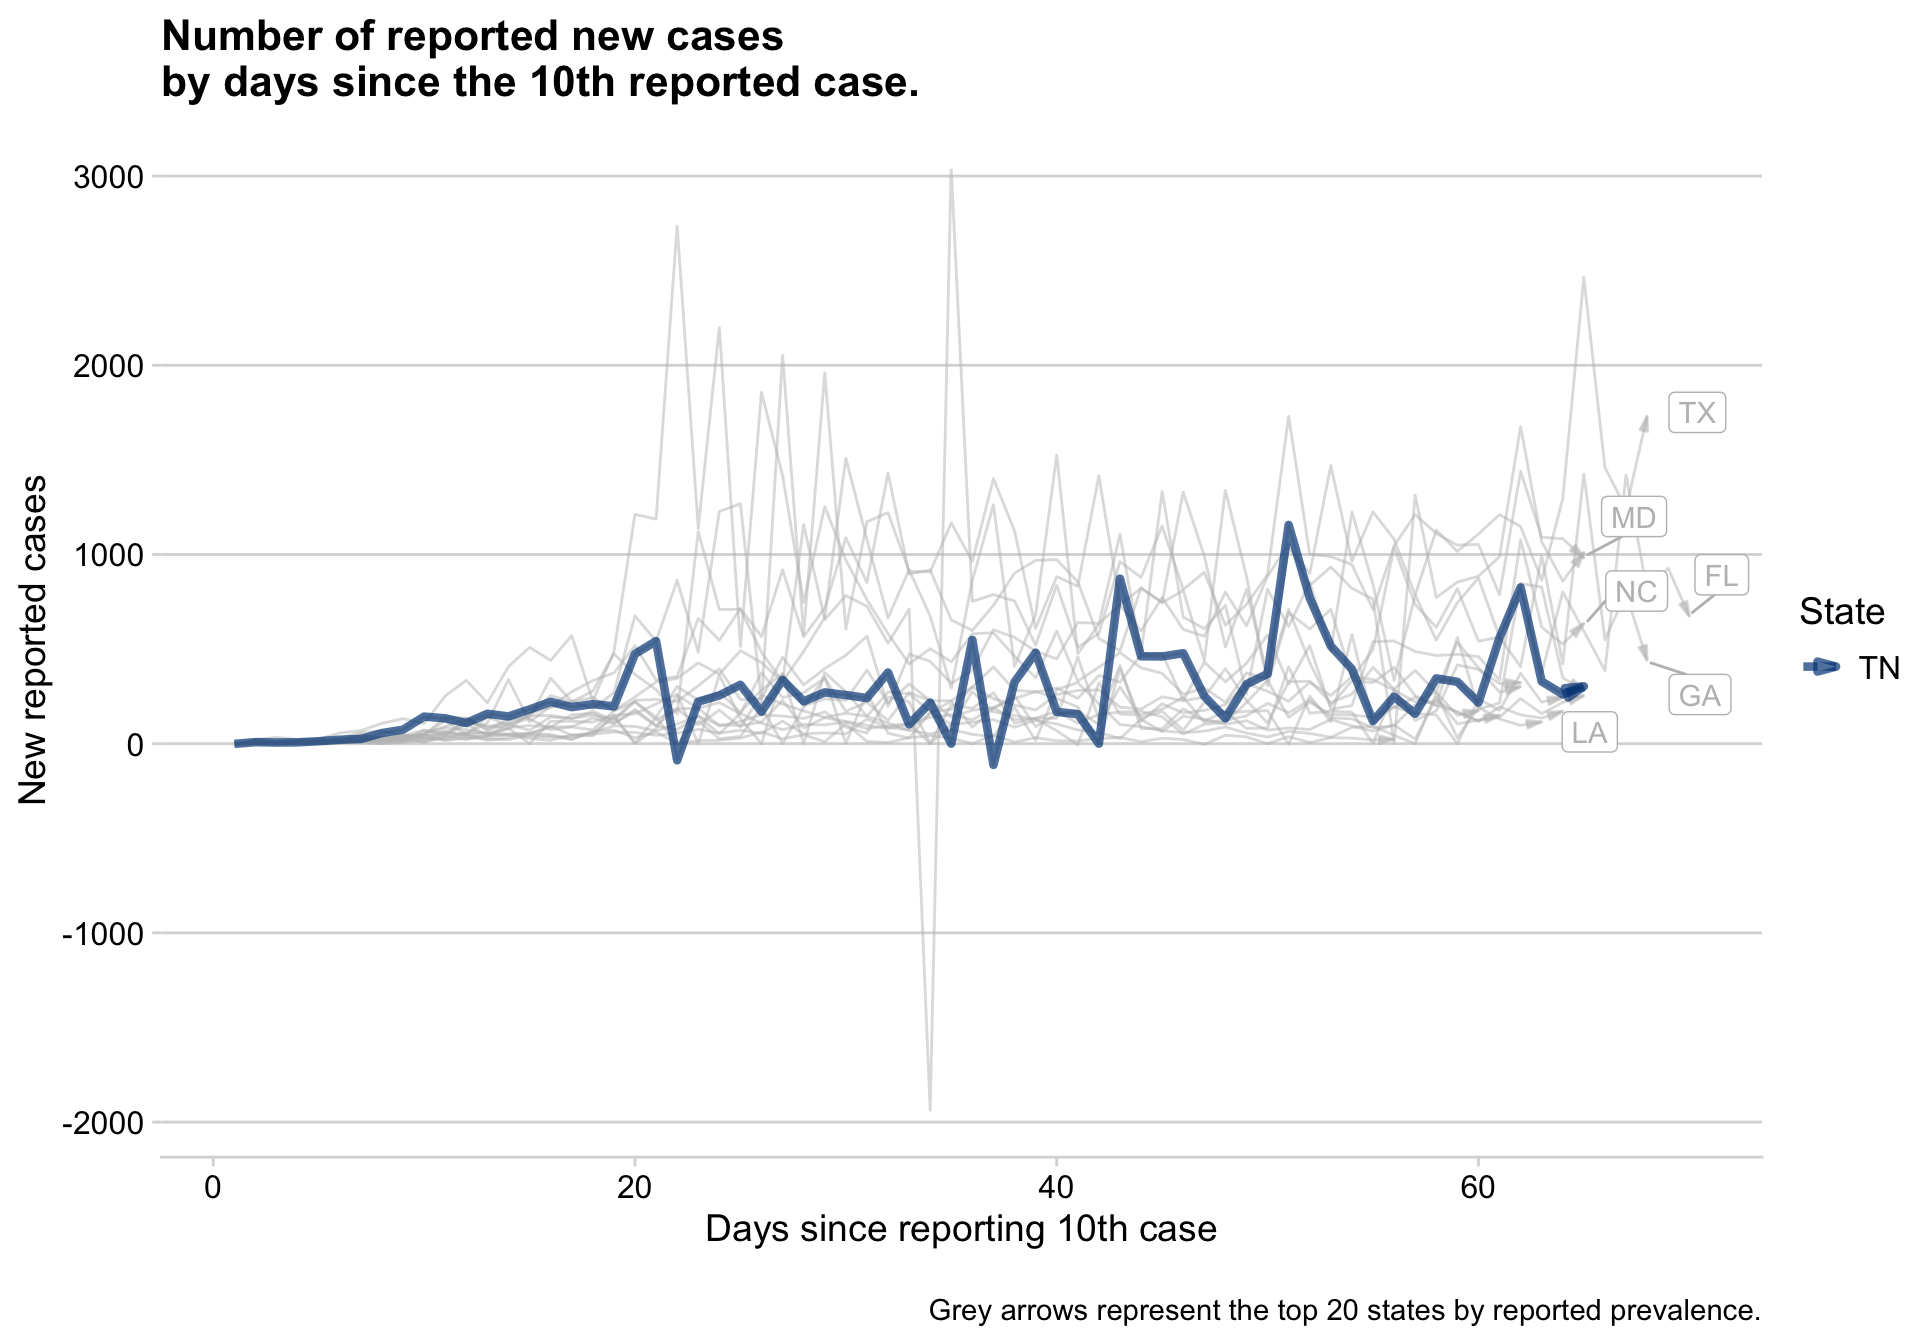 Number of reported new cases
by days since the 10th reported case.
New reported cases
3000
2000
1000
0
-1000
-2000
TX
MD
FL
NC
GA
LA
State
TN
0
20
40
60
Days since reporting 10th case
Grey arrows represent the top 20 states by reported prevalence.